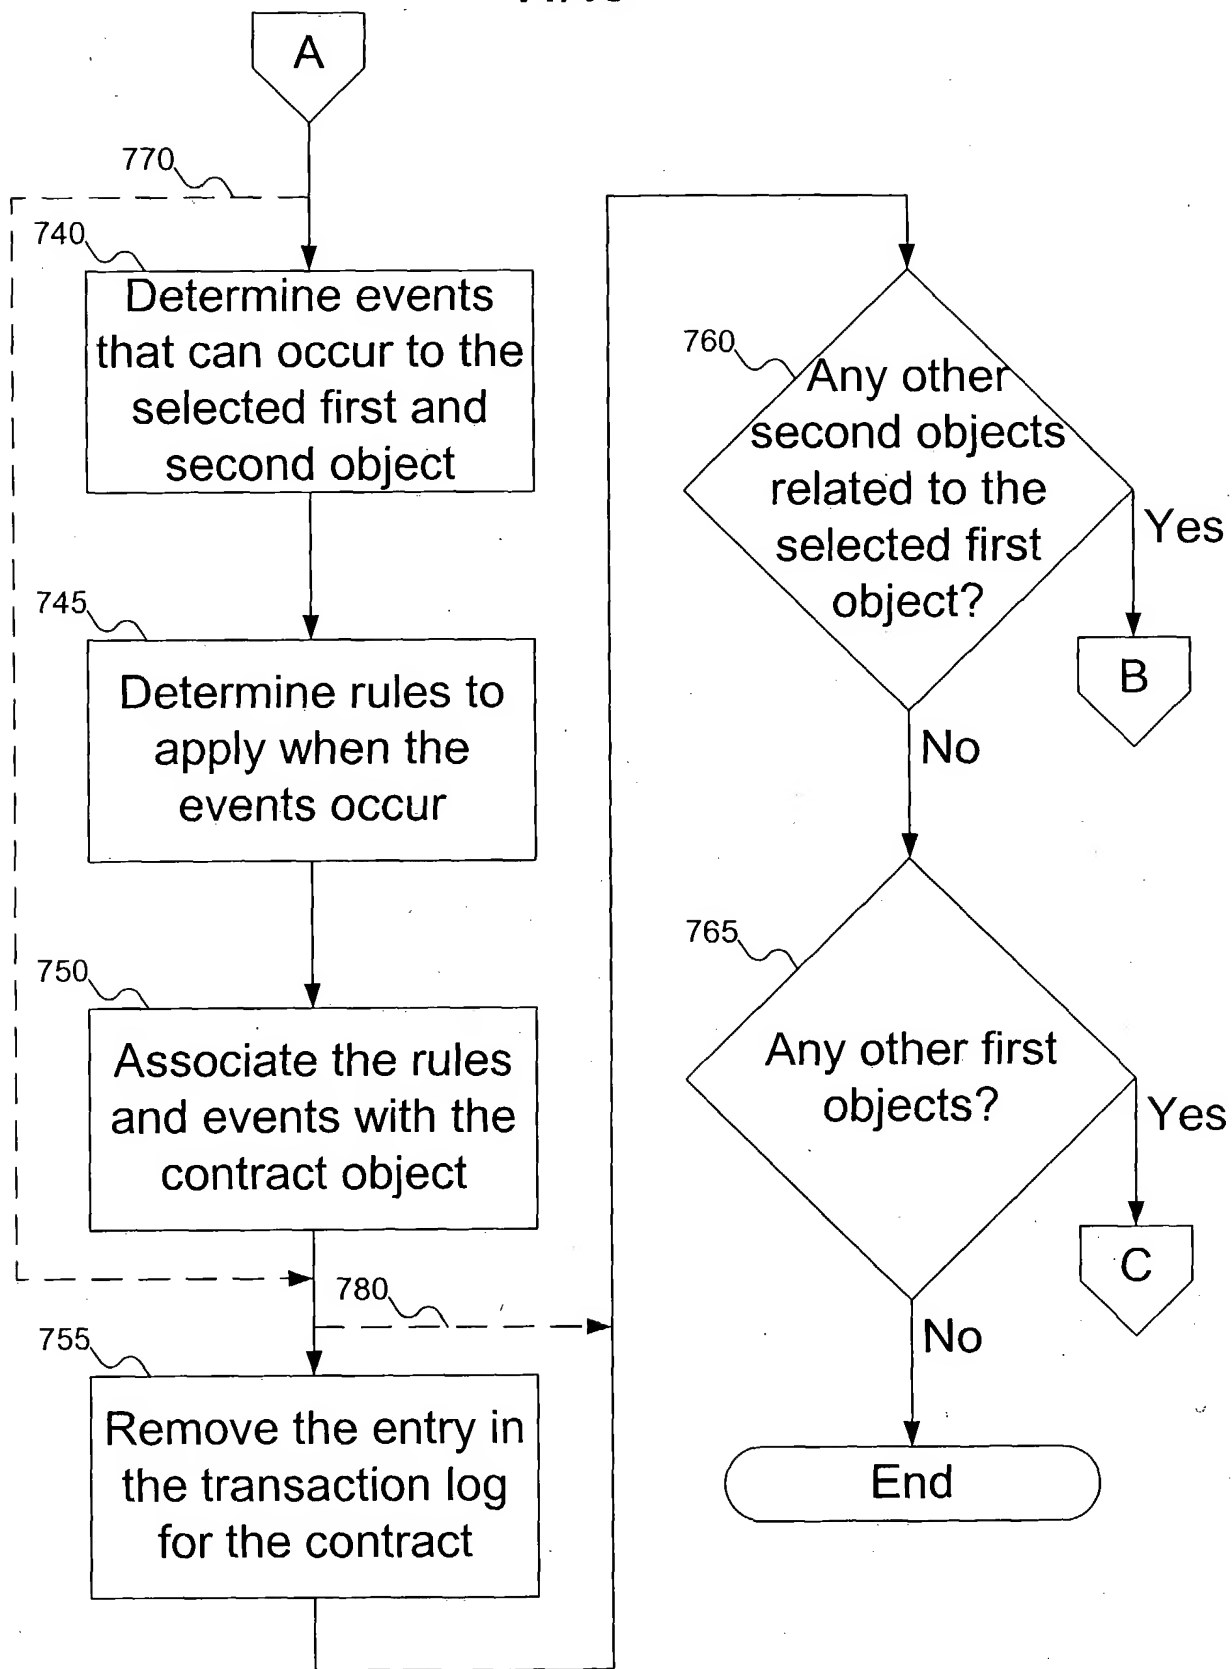 A
770
740
Determine events
that can occur to the
selected first and
second object
745
Determine rules to
apply when the
events occur
750
Associate the rules
and events with the
contract object
780
755
Remove the entry in
the transaction log
for the contract
760
Any other
second objects
related to the
selected first
object?
Yes
B
No
765
Any other first
objects?
Yes
C
No
End